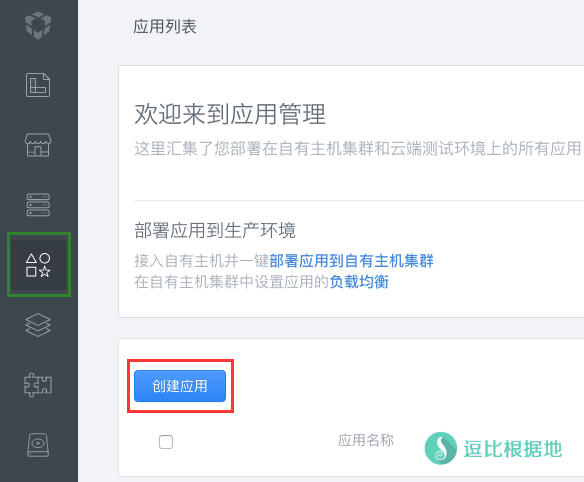 应用列表
欢迎来到应用管理
这里汇集了您部署在自有主机集群和云端测试环境上的所有应用
部署应用到生产环境
接入自有主机并一键部署应用到自有主机集群
在自有主机集群中设置应用的负载均衡
创建应用
应用名称
逗比根据地